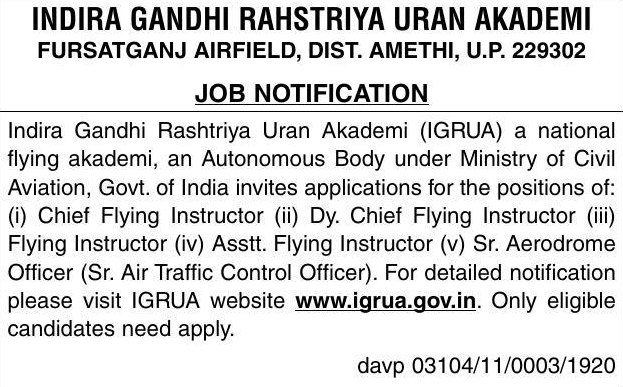 INDIRA GANDHI RAHSTRIYA URAN AKADEMI
FURSATGANJ AIRFIELD, DIST. AMETHI, U.P. 229302
JOB NOTIFICATION
Indira Gandhi Rashtriya Uran Akademi (IGRUA) a national
flying akademi, an Autonomous Body under Ministry of Civil
Aviation, Govt. of India invites applications for the positions of:
(i) Chief Flying Instructor (ii) Dy. Chief Flying Instructor (iii)
Flying Instructor (iv) Asstt. Flying Instructor (v) Sr. Aerodrome
Officer (Sr. Air Traffic Control Officer). For detailed notification
please visit IGRUA website www.igrua.gov.in. Only eligible
candidates need apply.
davp 03104/11/0003/1920